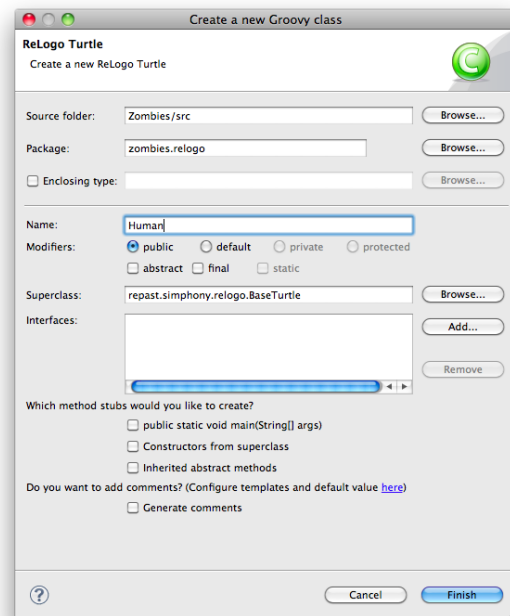 Create a new Groovy class
ReLogo Turtle
Create a new ReLogo Turtle
C
Source folder: Zombies/src Browse...
Package: zombies.relogo Browse...
Enclosing type: Browse...
Name: Human
Modifiers: public default private protected
abstract final static
Superclass: repast.simphony.relogo.BaseTurtle Browse...
Interfaces: Add...
Remove
Which method stubs would you like to create?
public static void main(String[] args)
Constructors from superclass
Inherited abstract methods
Do you want to add comments? (Configure templates and default value here)
Generate comments
? Cancel Finish